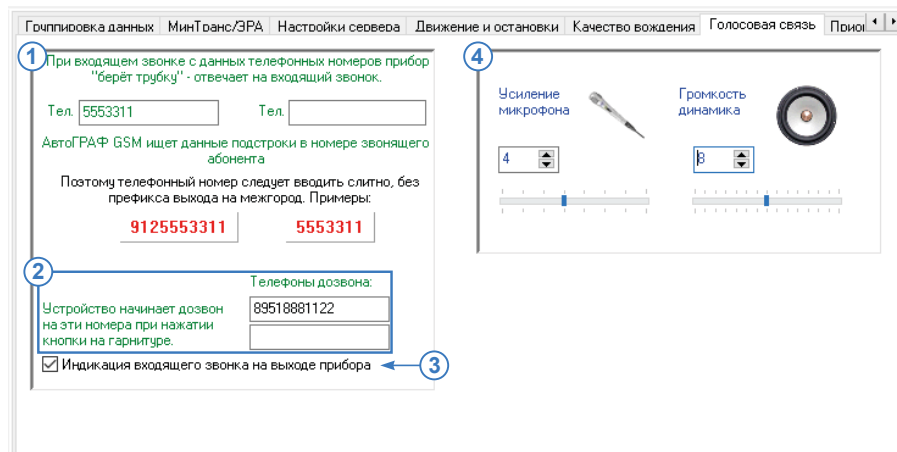 Группировка данных МинТранс/ЭРА Настройки сервера Движение и остановки Качество вождения Голосовая связь
1
При входящем звонке с данных телефонных номеров прибор
"берёт трубку" - отвечает на входящий звонок.
Тел. 5553311 Тел.
АвтоГРАФ GSM ищет данные подстроки в номере звонящего
абонента
Поэтому телефонный номер следует вводить слитно, без
префикса выхода на межгород. Примеры:
9125553311 5553311
2
Телефоны дозвона:
Устройство начинает дозвон
на эти номера при нажатии
кнопки на гарнитуре.
89518881122
Индикация входящего звонка на выходе прибора
3
4
Усиление
микрофона
4
Громкость
динамика
8